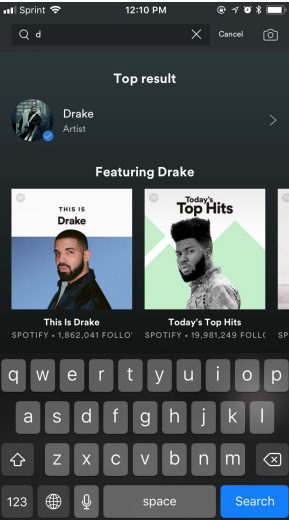 Sprint 12:10 PM
d Cancel
Top result
Drake
Artist
Featuring Drake
THIS IS
Drake
Today's
Top Hits
This Is Drake
SPOTIFY • 1,862,041 FOLLO
Today's Top Hits
SPOTIFY • 19,981,249 FOLL
q w e r t y u i o p
a s d f g h j k l
z x c v b n m
123 space Search